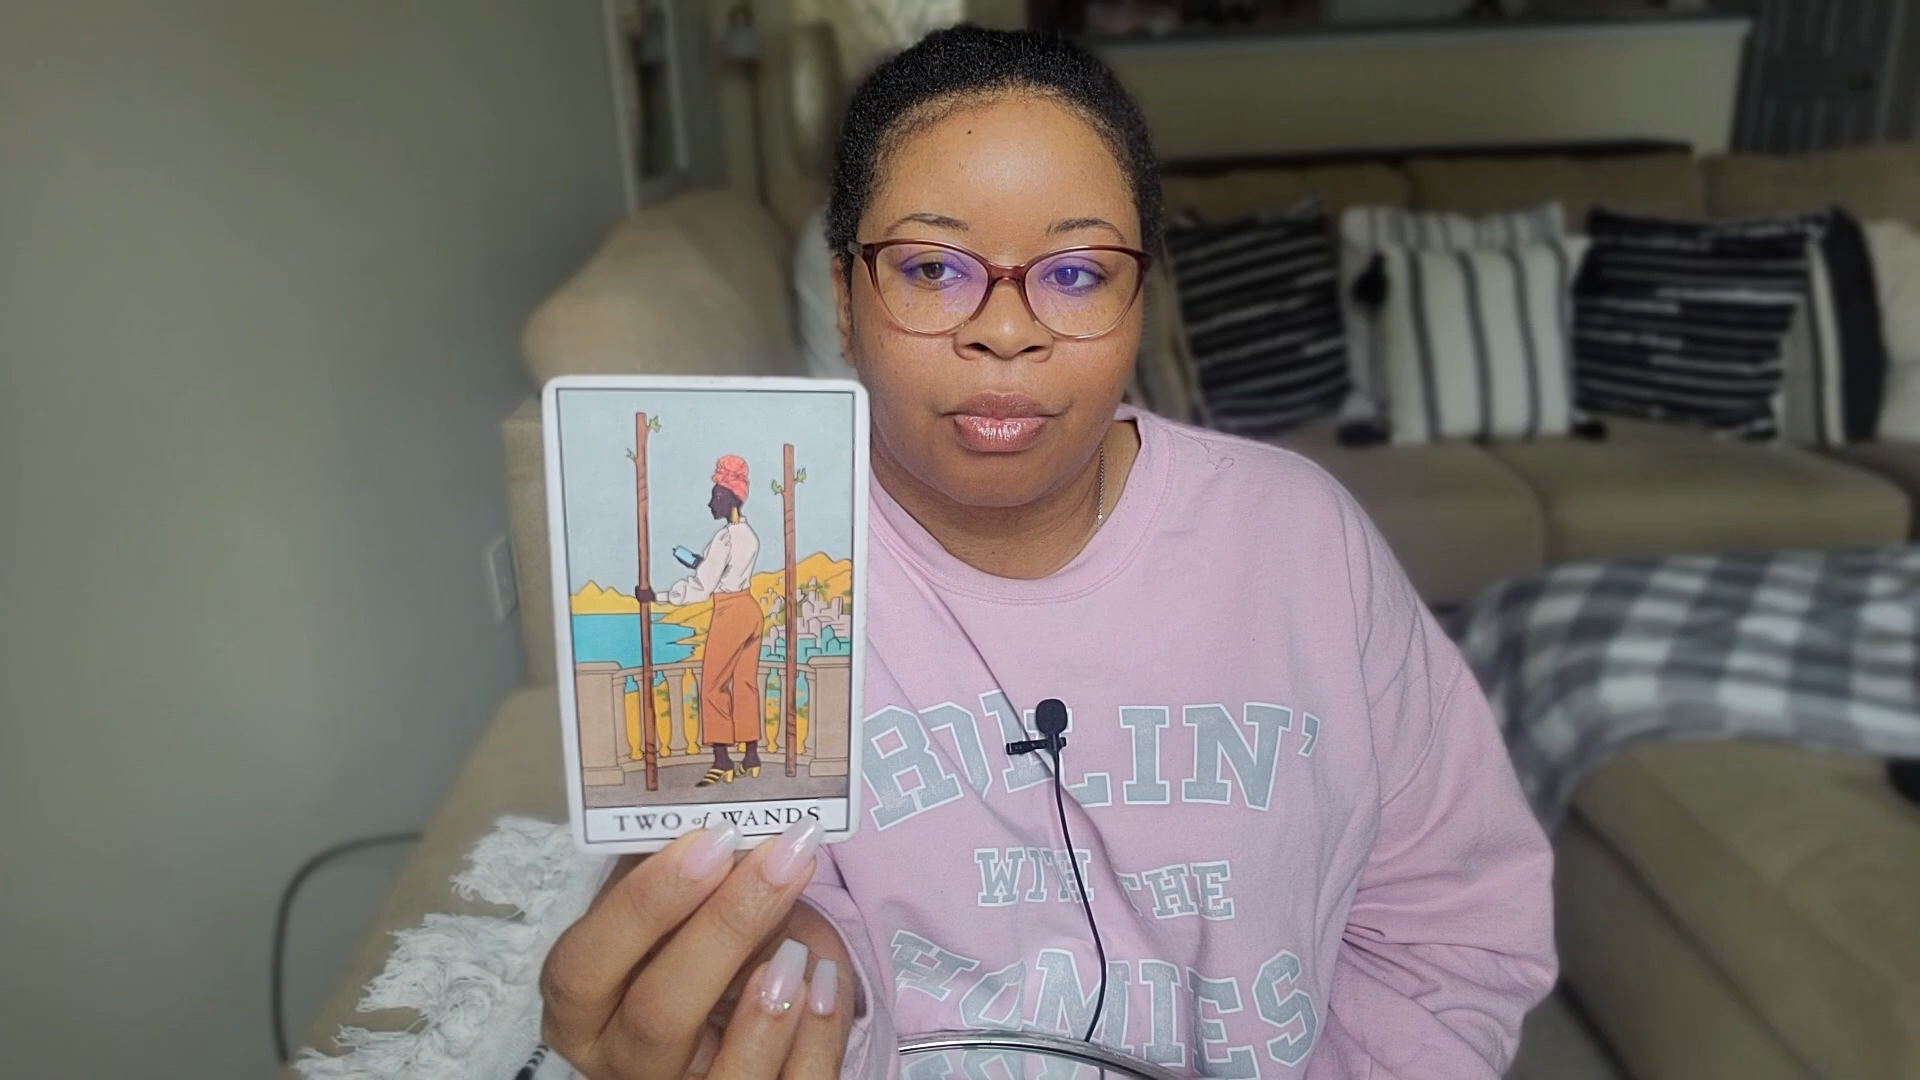 TWO of WANDS
ROLLIN'
WITH THE
HOMIES